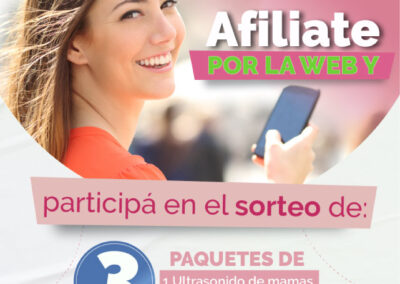 Afiliate
POR LA WEB Y
participá en el sorteo de:
3
PAQUETES DE
1 Ultrasonido de mamas